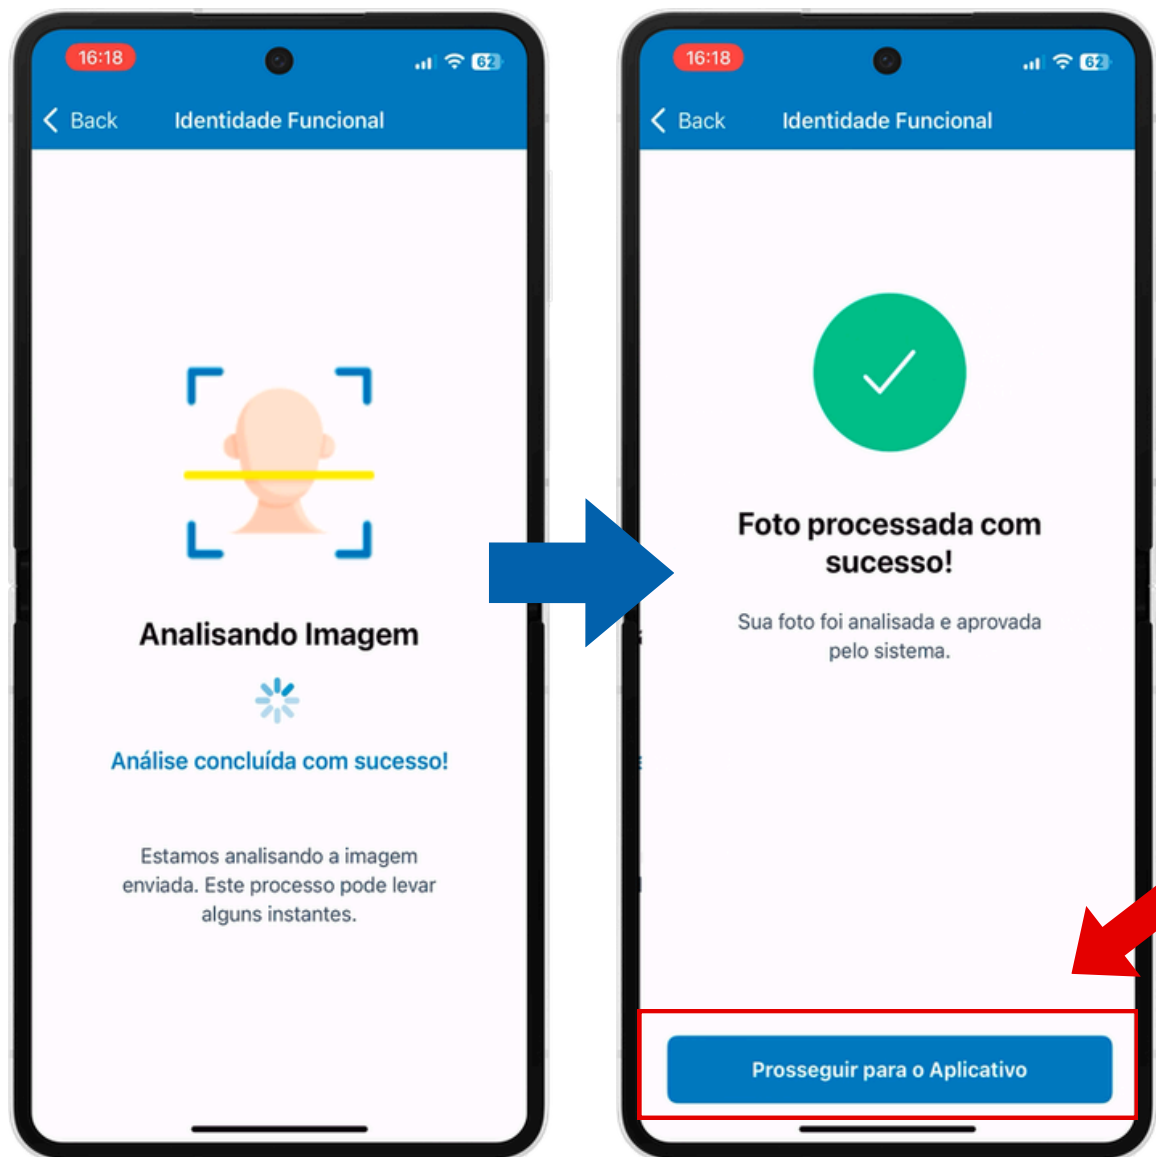 16:18
62
Back
Identidade Funcional
Analisando Imagem
Análise concluída com sucesso!
Estamos analisando a imagem
enviada. Este processo pode levar
alguns instantes.
16:18
62
Back
Identidade Funcional
Foto processada com
sucesso!
Sua foto foi analisada e aprovada
pelo sistema.
Prosseguir para o Aplicativo